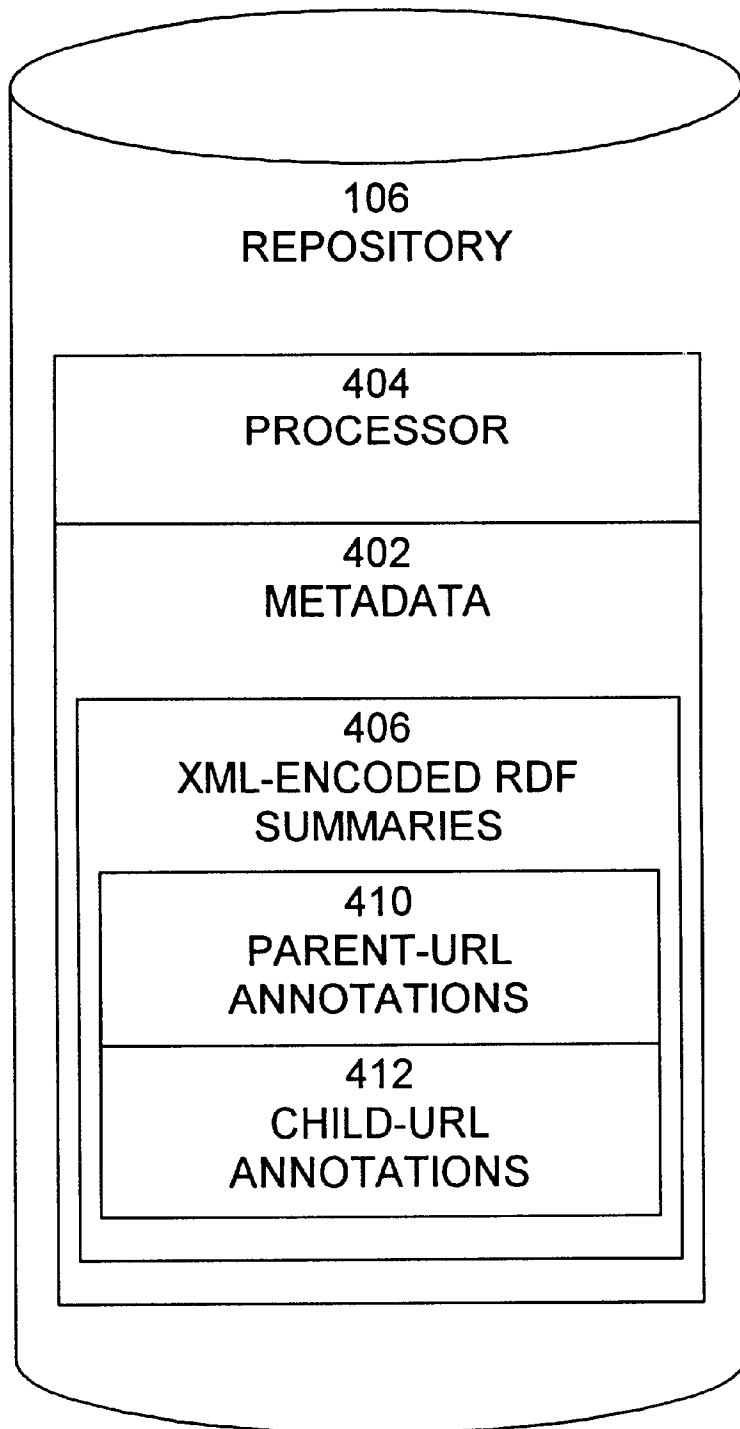 106
REPOSITORY
404
PROCESSOR
402
METADATA
406
XML-ENCODED RDF
SUMMARIES
410
PARENT-URL
ANNOTATIONS
412
CHILD-URL
ANNOTATIONS